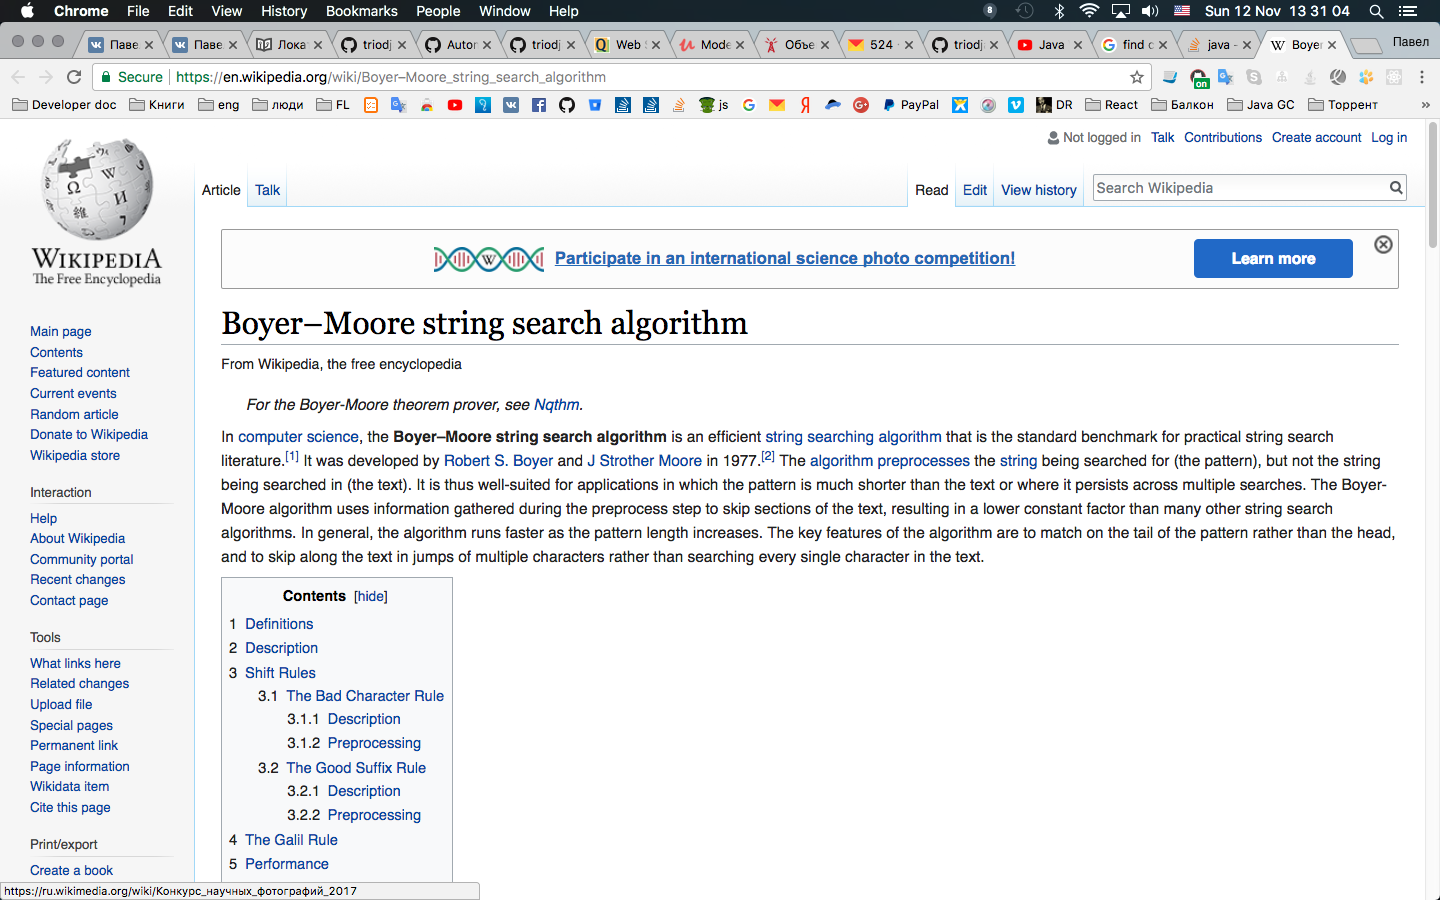 Chrome File Edit View History Bookmarks People Window Help 8 Sun 12 Nov 13 31 04
Паве Паве Лока triodj Autor triodj Web Mode Объе 524 triodj Java find c java - Boyer Павел
Secure https://en.wikipedia.org/wiki/Boyer–Moore_string_search_algorithm on
Developer doc Книги eng люди FL js PayPal DR React Балкон Java GC Торрент »
Not logged in Talk Contributions Create account Log in
Article Talk Read Edit View history Search Wikipedia
WIKIPEDIA
The Free Encyclopedia
Participate in an international science photo competition! Learn more
Boyer–Moore string search algorithm
From Wikipedia, the free encyclopedia
For the Boyer-Moore theorem prover, see Nqthm.
In computer science, the Boyer–Moore string search algorithm is an efficient string searching algorithm that is the standard benchmark for practical string search
literature.[1] It was developed by Robert S. Boyer and J Strother Moore in 1977.[2] The algorithm preprocesses the string being searched for (the pattern), but not the string
being searched in (the text). It is thus well-suited for applications in which the pattern is much shorter than the text or where it persists across multiple searches. The Boyer-
Moore algorithm uses information gathered during the preprocess step to skip sections of the text, resulting in a lower constant factor than many other string search
algorithms. In general, the algorithm runs faster as the pattern length increases. The key features of the algorithm are to match on the tail of the pattern rather than the head,
and to skip along the text in jumps of multiple characters rather than searching every single character in the text.
Contents [hide]
1 Definitions
2 Description
3 Shift Rules
3.1 The Bad Character Rule
3.1.1 Description
3.1.2 Preprocessing
3.2 The Good Suffix Rule
3.2.1 Description
3.2.2 Preprocessing
4 The Galil Rule
5 Performance
Main page
Contents
Featured content
Current events
Random article
Donate to Wikipedia
Wikipedia store
Interaction
Help
About Wikipedia
Community portal
Recent changes
Contact page
Tools
What links here
Related changes
Upload file
Special pages
Permanent link
Page information
Wikidata item
Cite this page
Print/export
Create a book
https://ru.wikimedia.org/wiki/Конкурс_научных_фотографий_2017